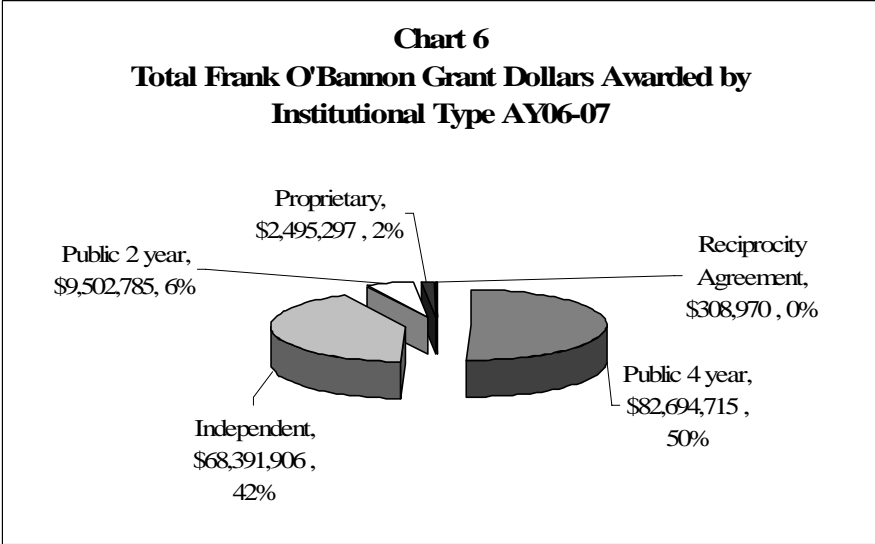 Chart 6
Total Frank O'Bannon Grant Dollars Awarded by
Institutional Type AY06-07
Proprietary,
$2,495,297 , 2%
Public 2 year,
$9,502,785, 6%
Reciprocity
Agreement,
$308,970 , 0%
Public 4 year,
$82,694,715 ,
50%
Independent,
$68,391,906 ,
42%